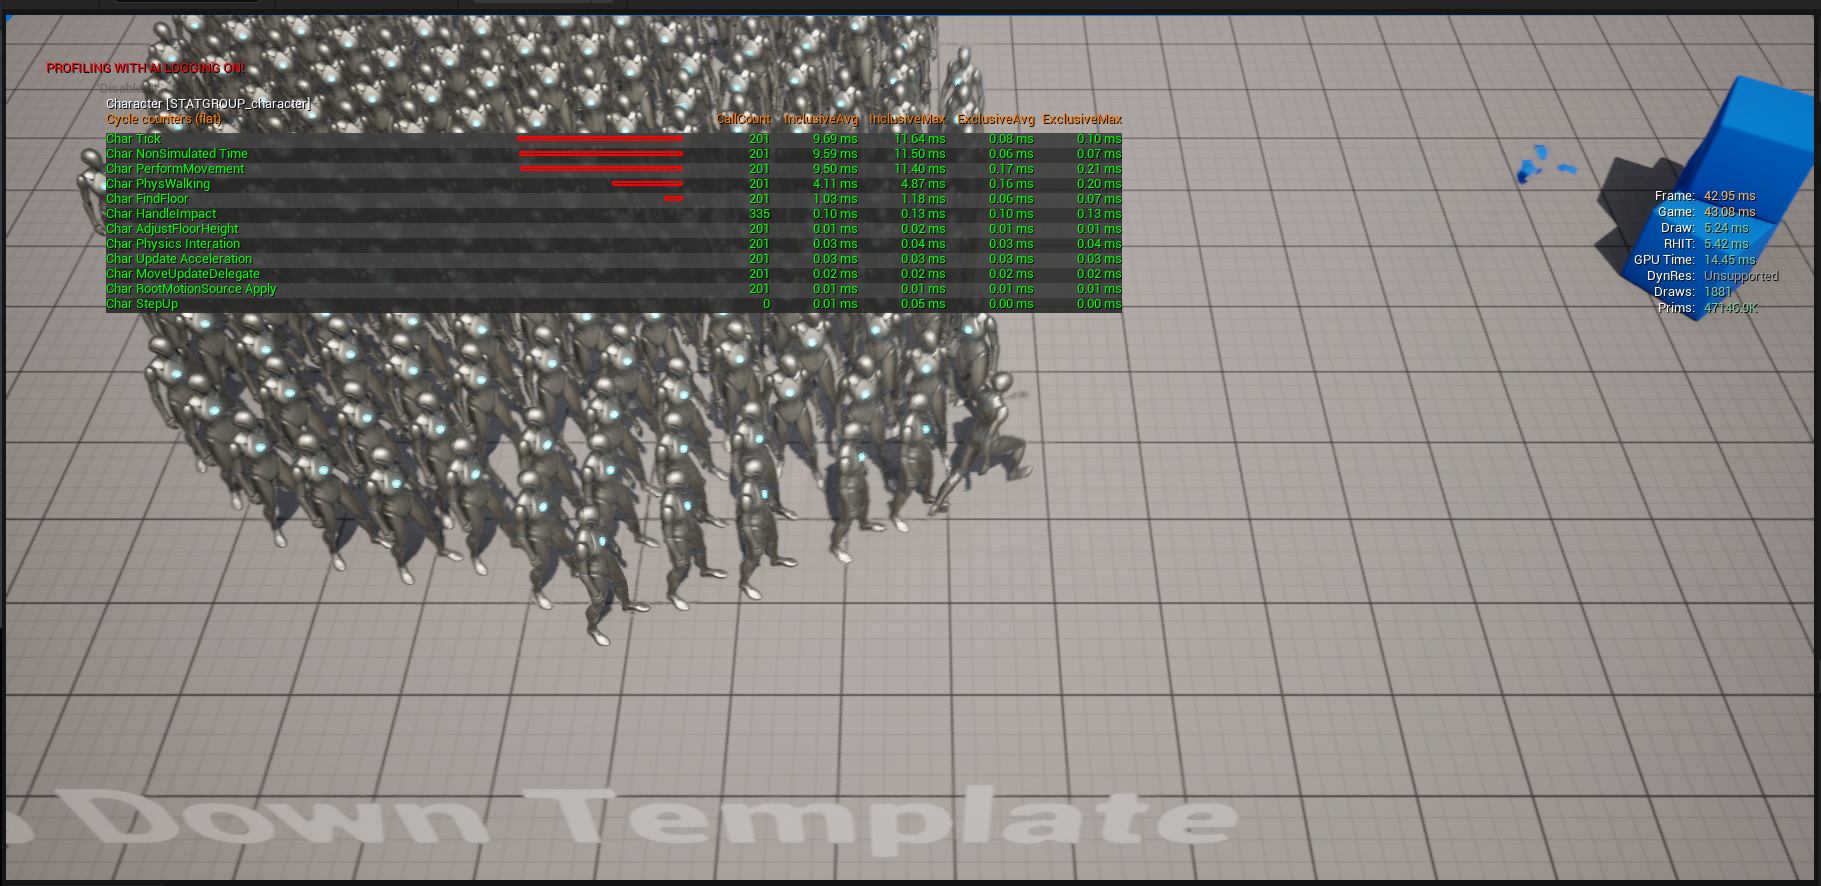 PROFILING WITH AI LOGGING ON!
Character [STATGROUP_character]
Cycle counters (flat) CallCount InclusiveAvg InclusiveMax ExclusiveAvg ExclusiveMax
Char Tick 201 9.69 ms 11.64 ms 0.08 ms 0.10 ms
Char NonSimulated Time 201 9.59 ms 11.50 ms 0.06 ms 0.07 ms
Char PerformMovement 201 9.50 ms 11.40 ms 0.17 ms 0.21 ms
Char PhysWalking 201 4.11 ms 4.87 ms 0.16 ms 0.20 ms
Char FindFloor 201 1.03 ms 1.18 ms 0.06 ms 0.07 ms
Char HandleImpact 335 0.10 ms 0.13 ms 0.10 ms 0.13 ms
Char AdjustFloorHeight 201 0.01 ms 0.02 ms 0.01 ms 0.01 ms
Char Physics Interation 201 0.03 ms 0.04 ms 0.03 ms 0.04 ms
Char Update Acceleration 201 0.03 ms 0.03 ms 0.03 ms 0.03 ms
Char MoveUpdateDelegate 201 0.02 ms 0.02 ms 0.02 ms 0.02 ms
Char RootMotionSource Apply 201 0.01 ms 0.01 ms 0.01 ms 0.01 ms
Char StepUp 0 0.01 ms 0.05 ms 0.00 ms 0.00 ms
Frame: 42.95 ms
Game: 43.08 ms
Draw: 5.24 ms
RHIT: 5.42 ms
GPU Time: 14.45 ms
DynRes: Unsupported
Draws: 1881
Prims: 47146.9K
Down Template